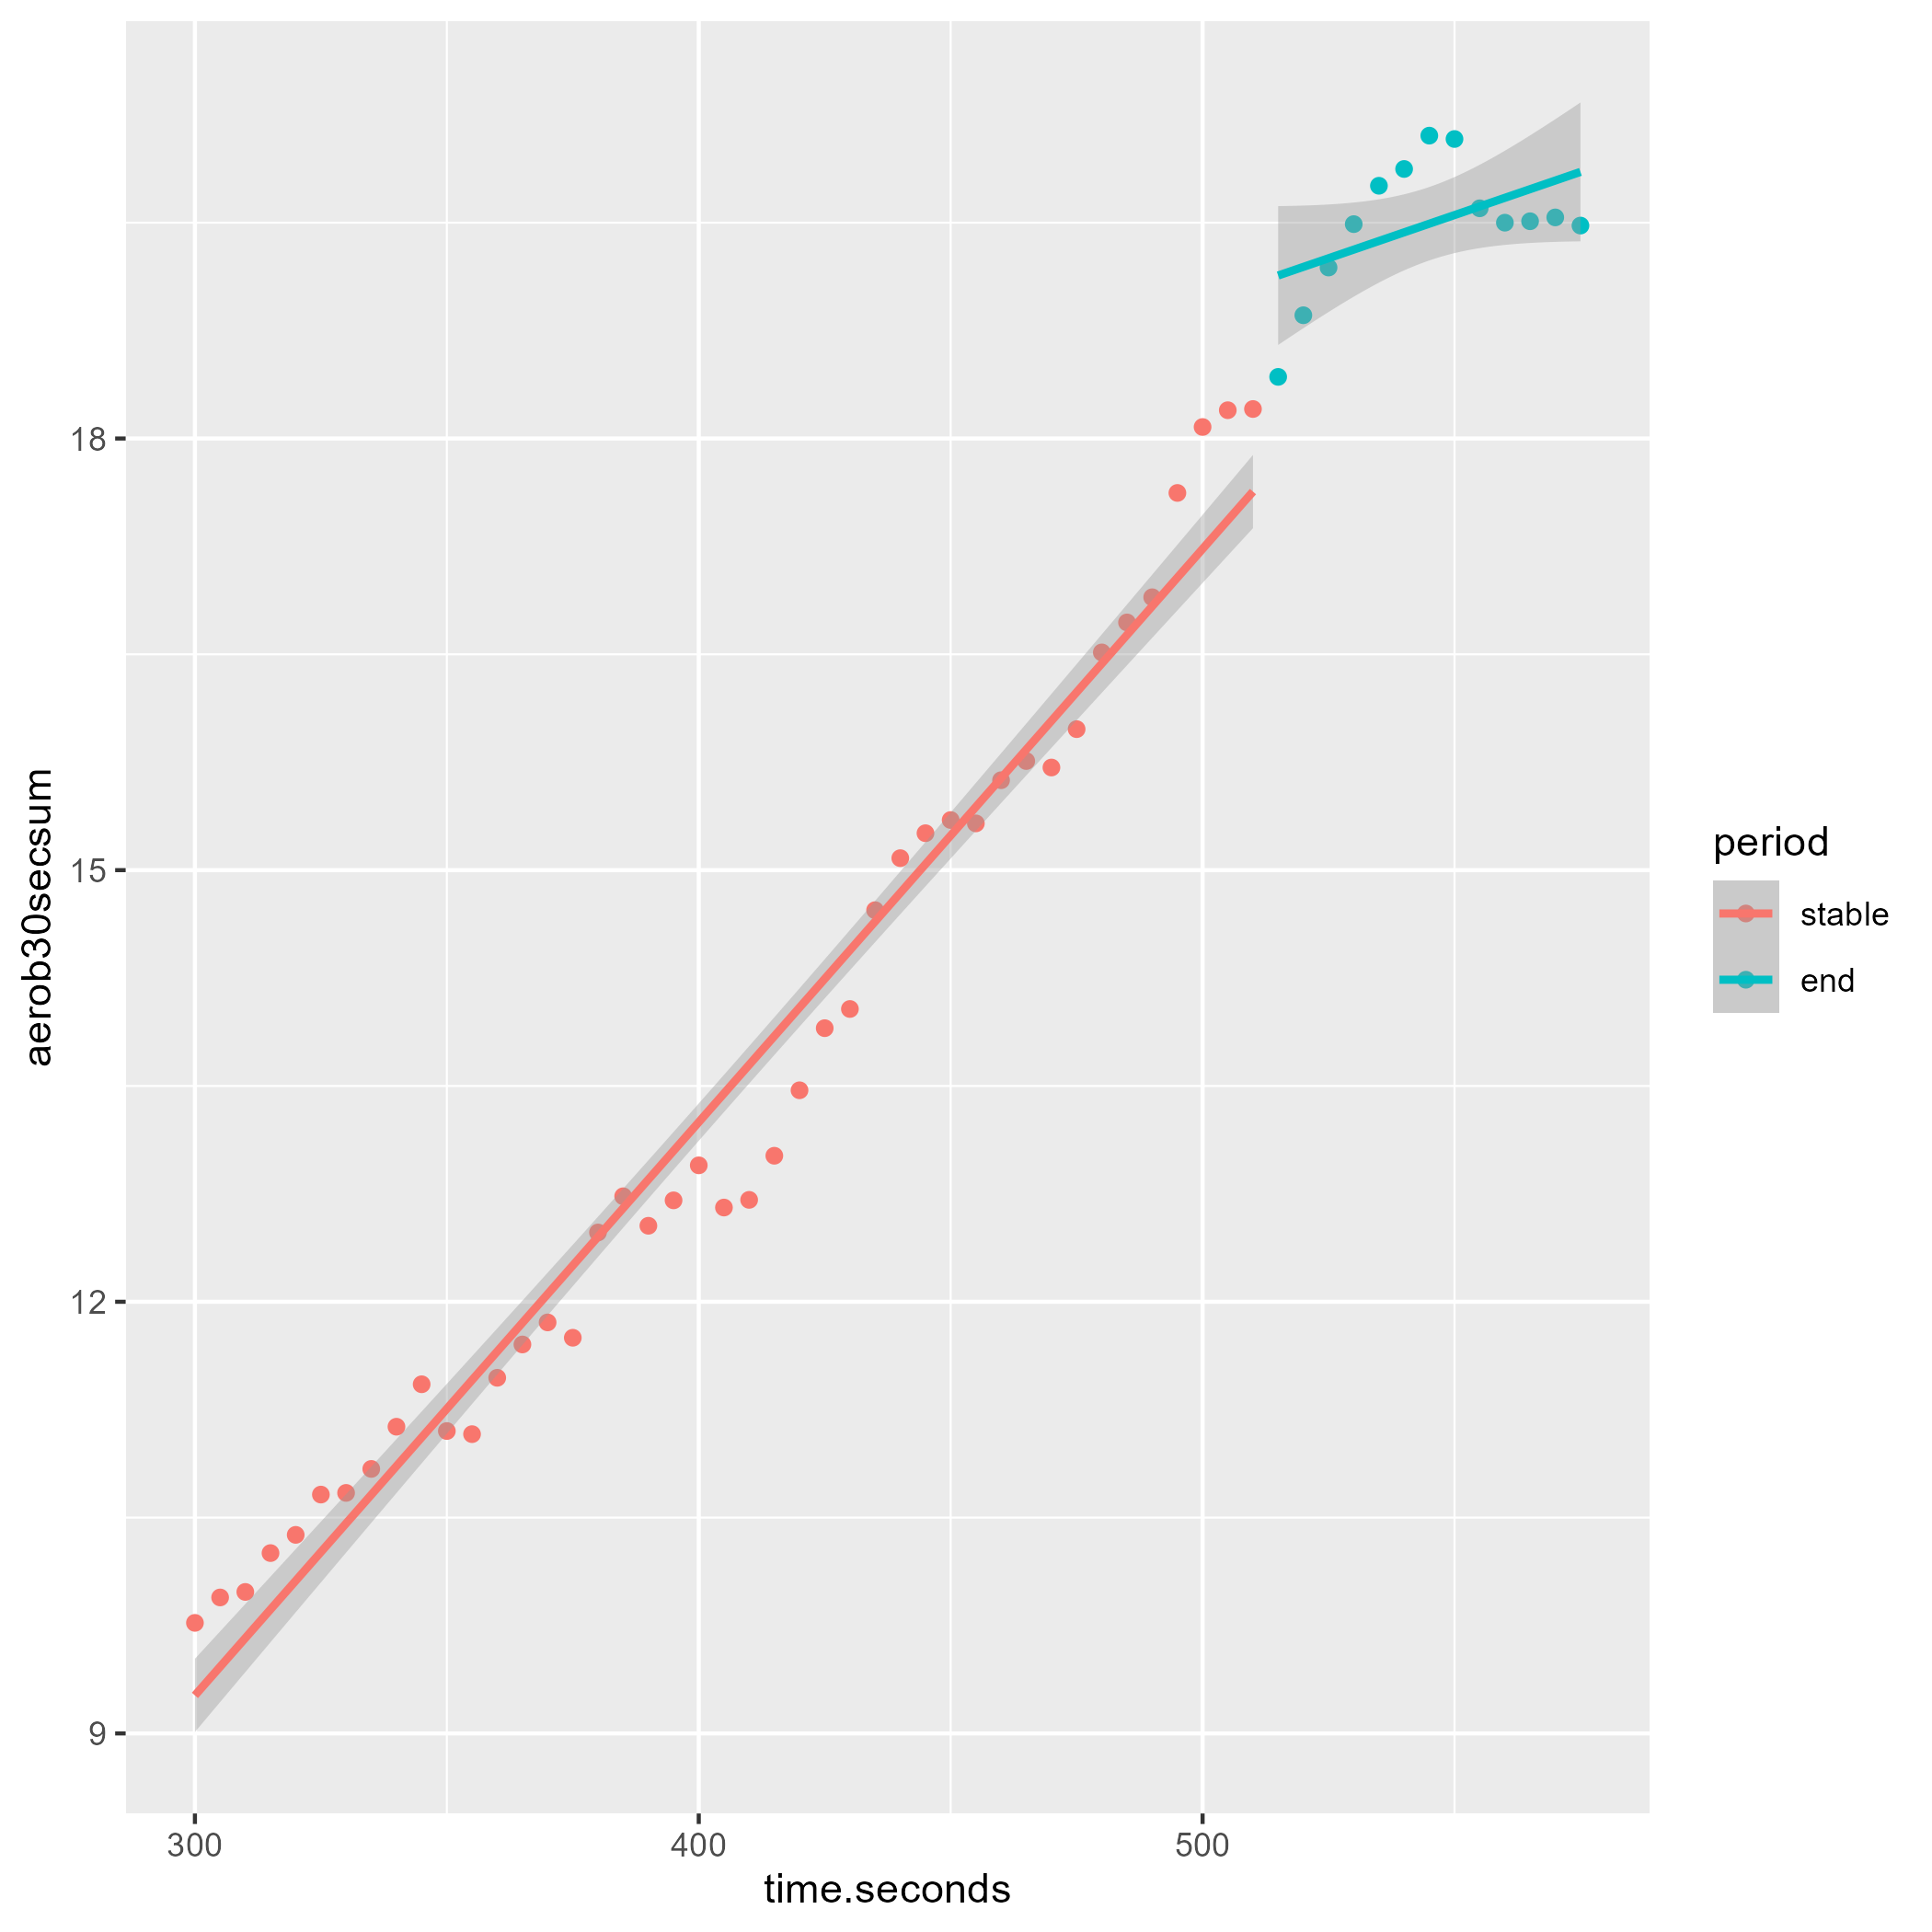 aerob30secsum
18
15
12
9
300
400
500
time.seconds
period
stable
end